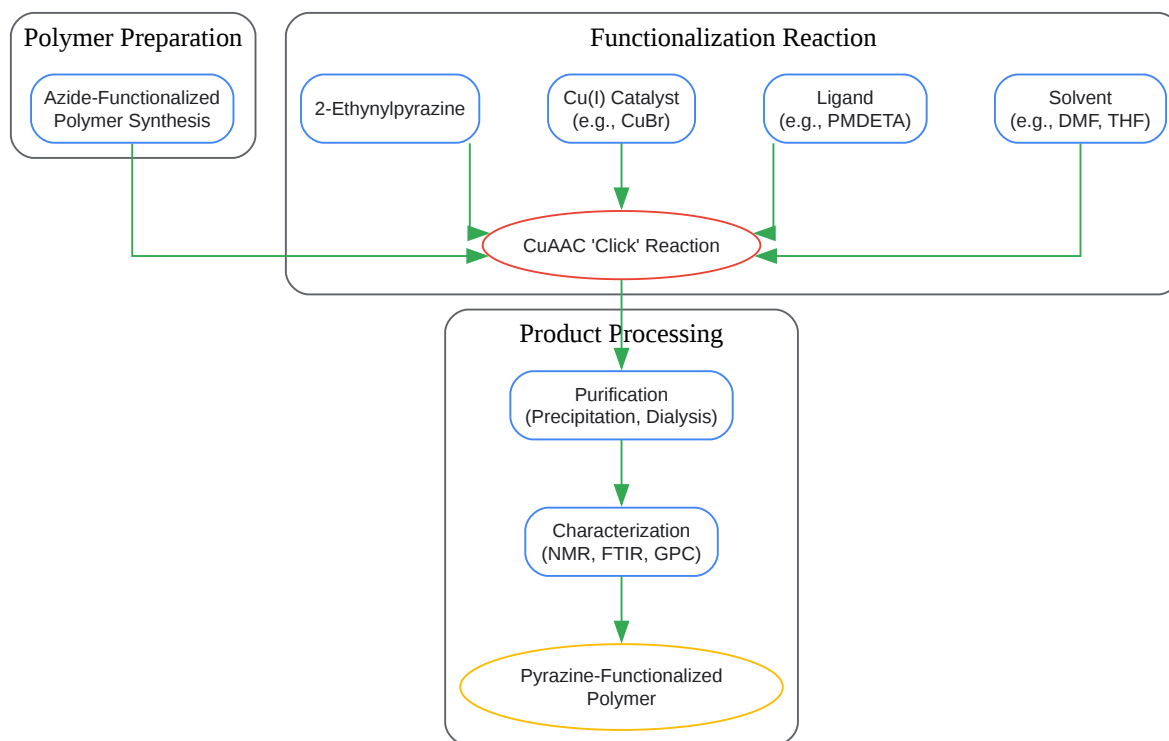 Polymer Preparation
Azide-Functionalized
Polymer Synthesis
Functionalization Reaction
2-Ethynylpyrazine
Cu(I) Catalyst
(e.g., CuBr)
Ligand
(e.g., PMDETA)
Solvent
(e.g., DMF, THF)
CuAAC 'Click' Reaction
Product Processing
Purification
(Precipitation, Dialysis)
Characterization
(NMR, FTIR, GPC)
Pyrazine-Functionalized
Polymer